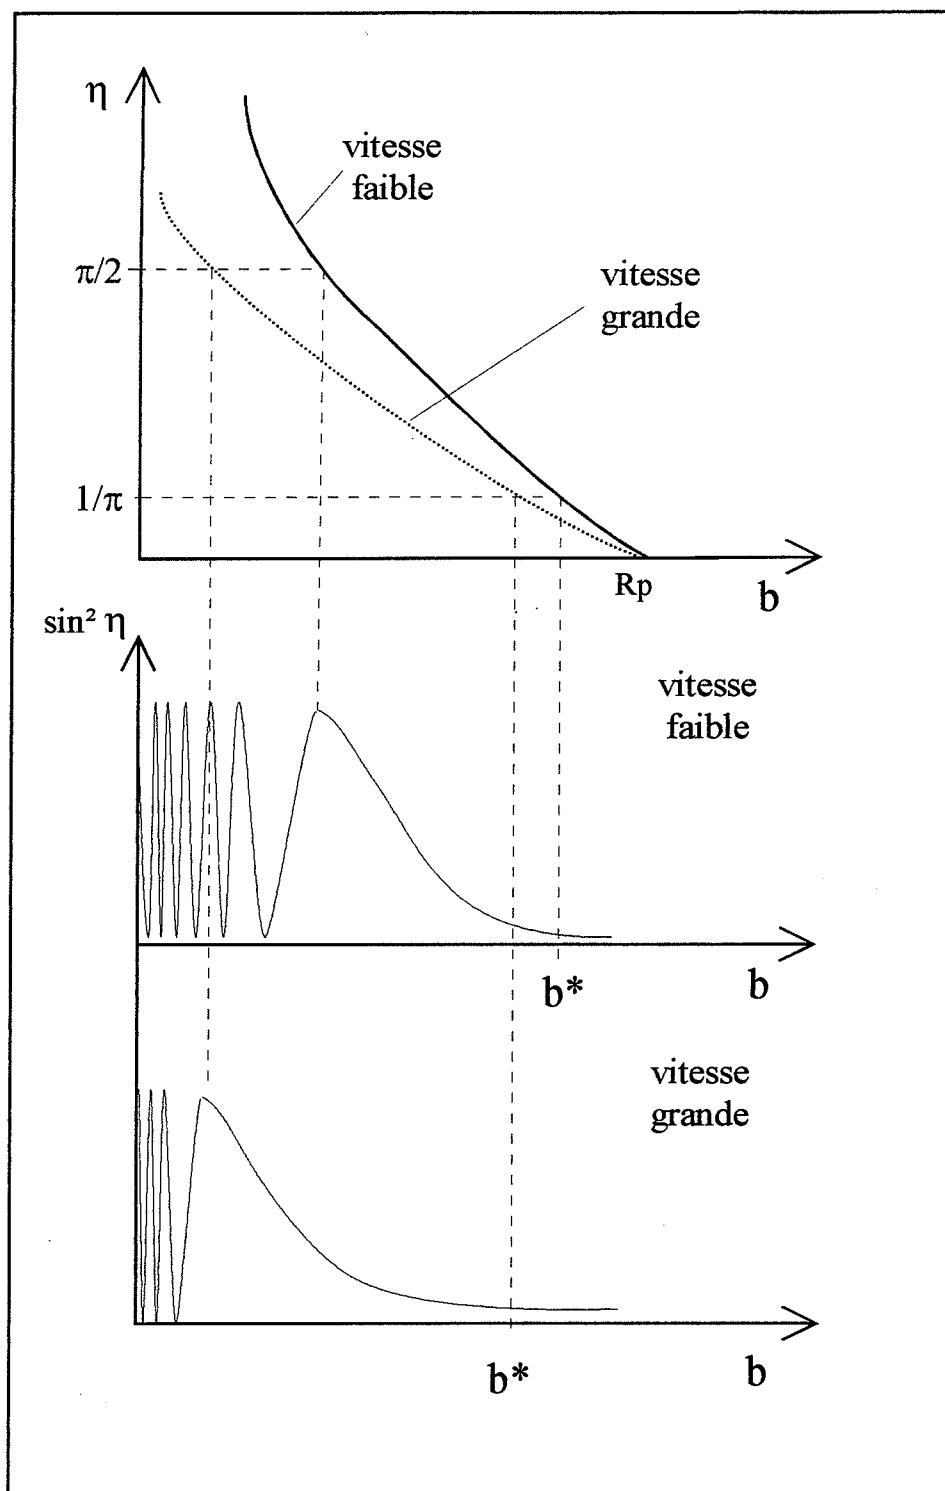 η
vitesse
faible
π/2
vitesse
grande
1/π
Rp
b
sin² η
vitesse
faible
b*
b
vitesse
grande
b*
b